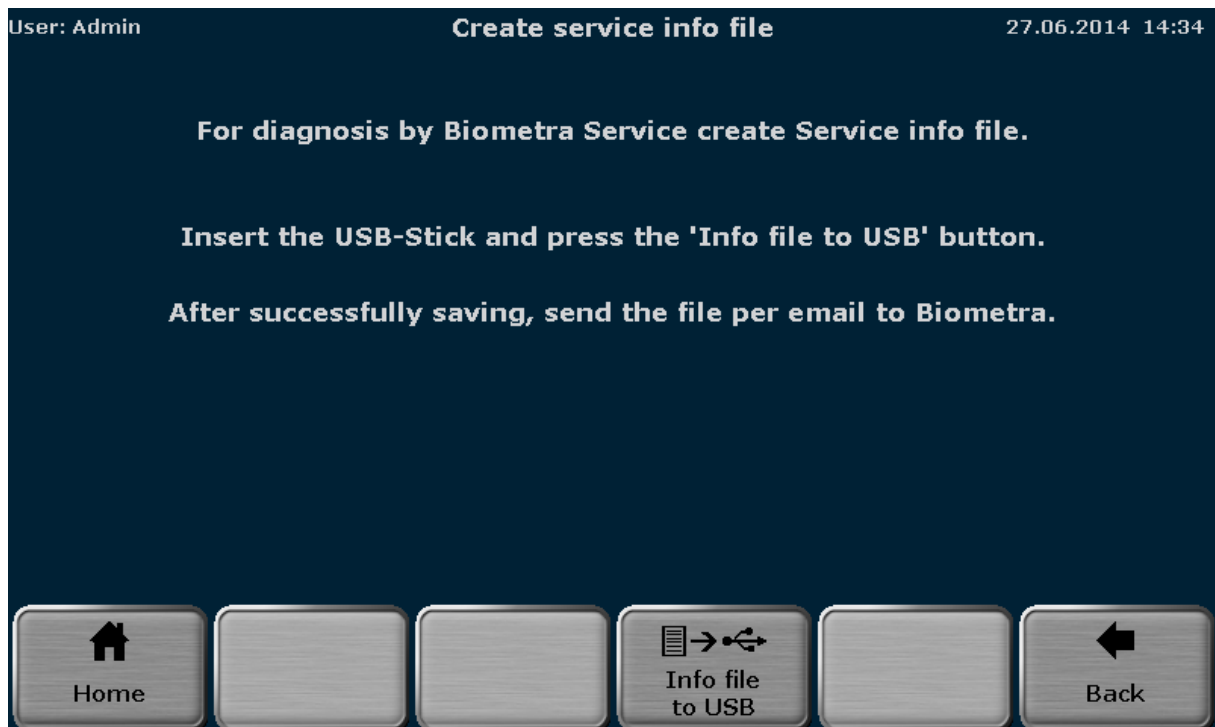 User: Admin
Create service info file
27.06.2014 14:34
For diagnosis by Biometra Service create Service info file.
Insert the USB-Stick and press the 'Info file to USB' button.
After successfully saving, send the file per email to Biometra.
Home
Info file
to USB
Back